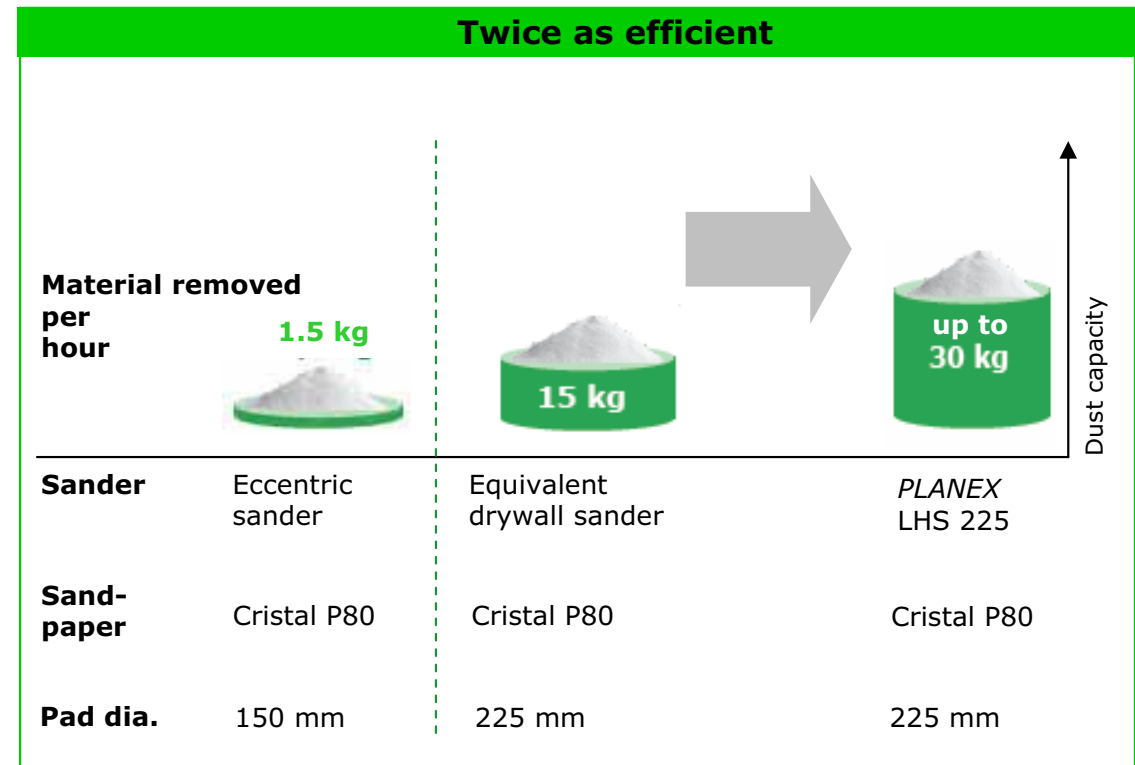 Twice as efficient
Material removed
per
hour
1.5 kg
15 kg
up to
30 kg
Dust capacity
Sander
Eccentric
sander
Equivalent
drywall sander
PLANEX
LHS 225
Sand-
paper
Cristal P80
Cristal P80
Cristal P80
Pad dia.
150 mm
225 mm
225 mm